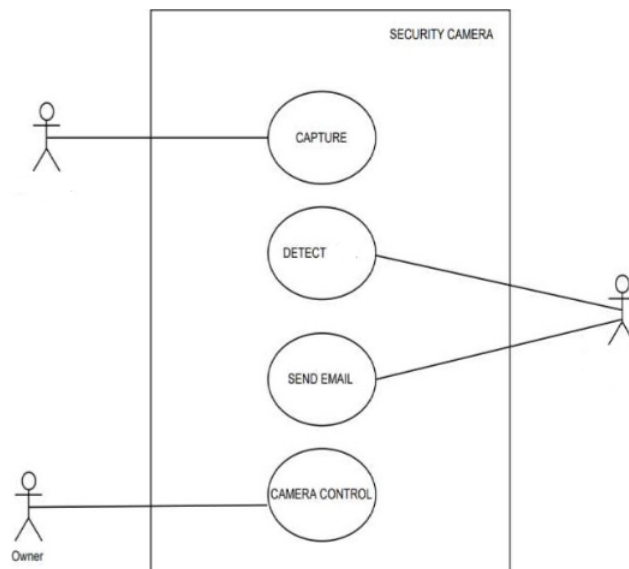 SECURITY CAMERA
CAPTURE
DETECT
SEND EMAIL
CAMERA CONTROL
Owner